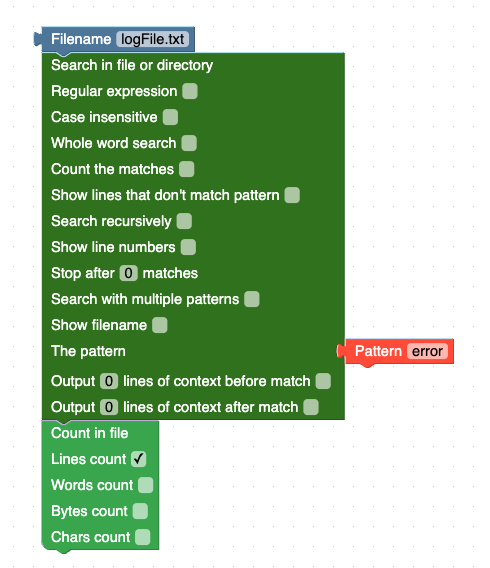 Filename logFile.txt
Search in file or directory
Regular expression
Case insensitive
Whole word search
Count the matches
Show lines that don't match pattern
Search recursively
Show line numbers
Stop after 0 matches
Search with multiple patterns
Show filename
The pattern Pattern error
Output 0 lines of context before match
Output 0 lines of context after match
Count in file
Lines count ✓
Words count
Bytes count
Chars count